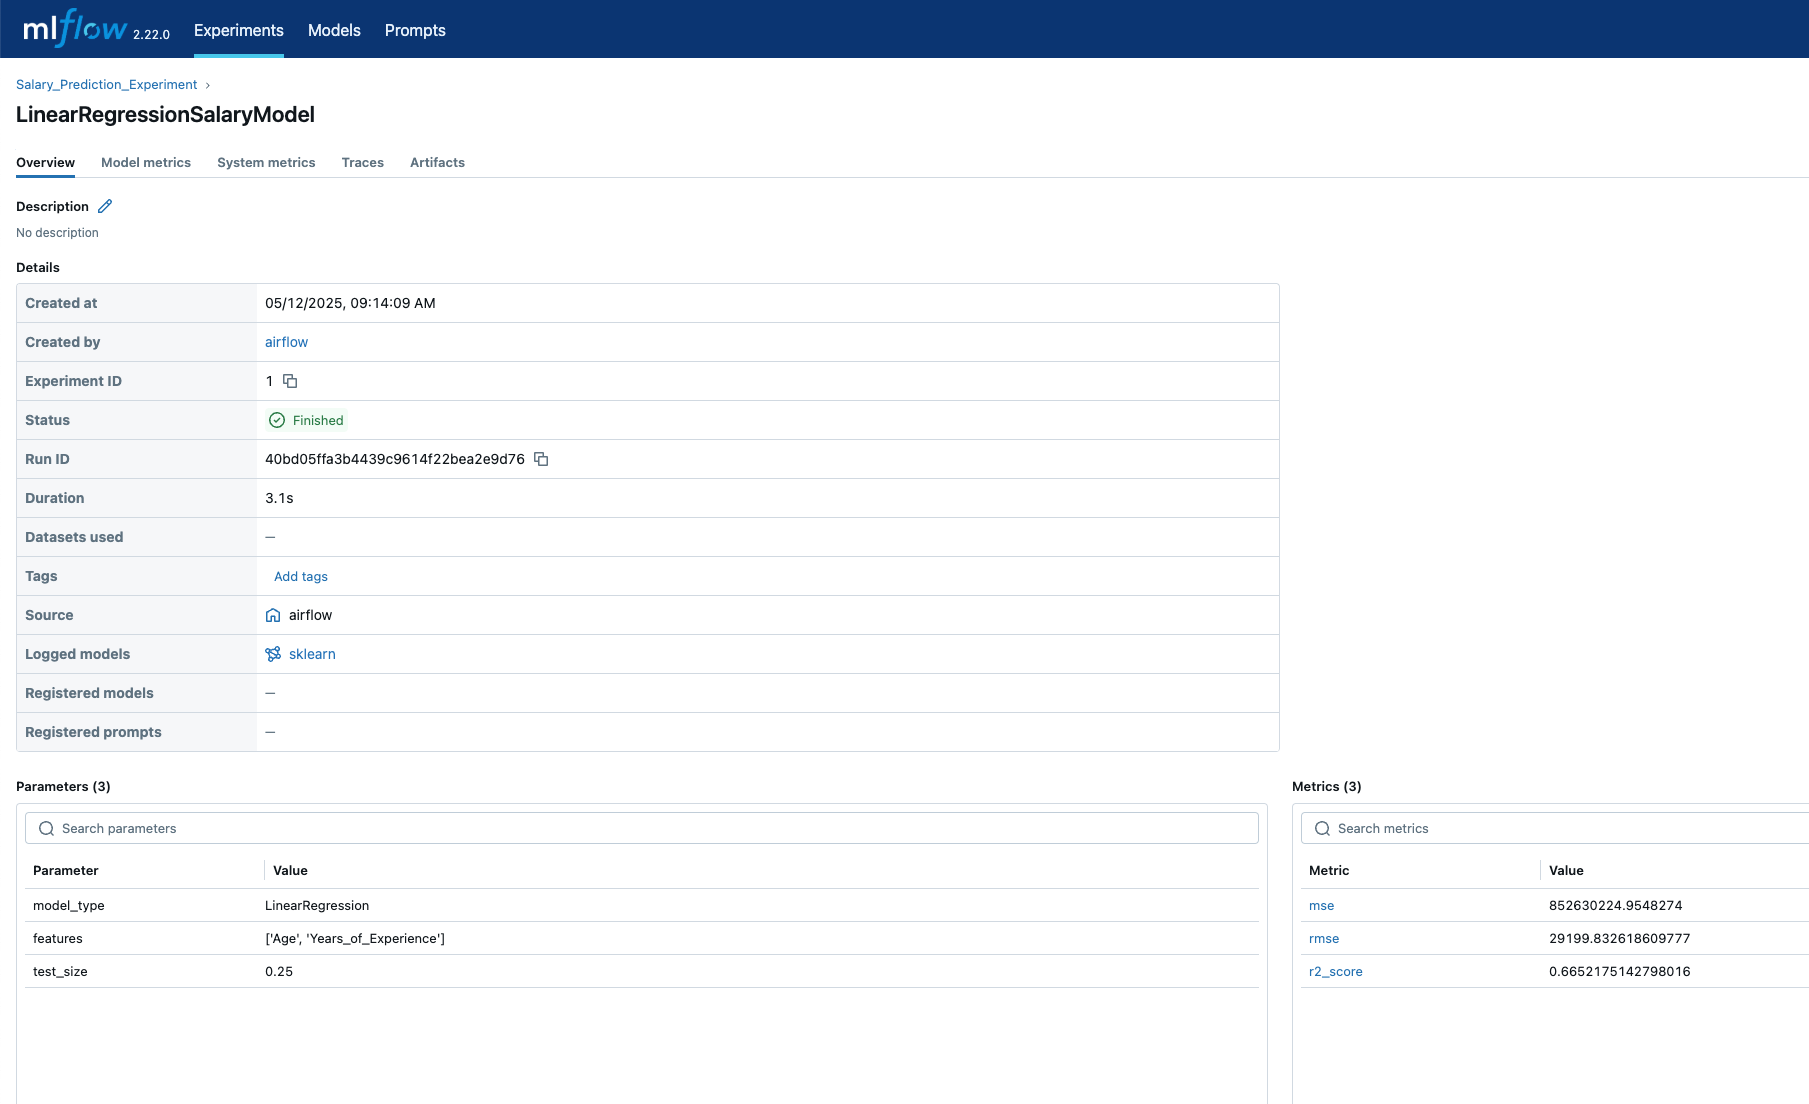 mlflow 2.22.0 Experiments Models Prompts
Salary_Prediction_Experiment ›
LinearRegressionSalaryModel
Overview Model metrics System metrics Traces Artifacts
Description
No description
Details
Created at 05/12/2025, 09:14:09 AM
Created by airflow
Experiment ID 1
Status Finished
Run ID 40bd05ffa3b4439c9614f22bea2e9d76
Duration 3.1s
Datasets used —
Tags Add tags
Source airflow
Logged models sklearn
Registered models —
Registered prompts —
Parameters (3) Metrics (3)
Search parameters Search metrics
Parameter Value Metric Value
model_type LinearRegression mse 852630224.9548274
features ['Age', 'Years_of_Experience'] rmse 29199.832618609777
test_size 0.25 r2_score 0.6652175142798016